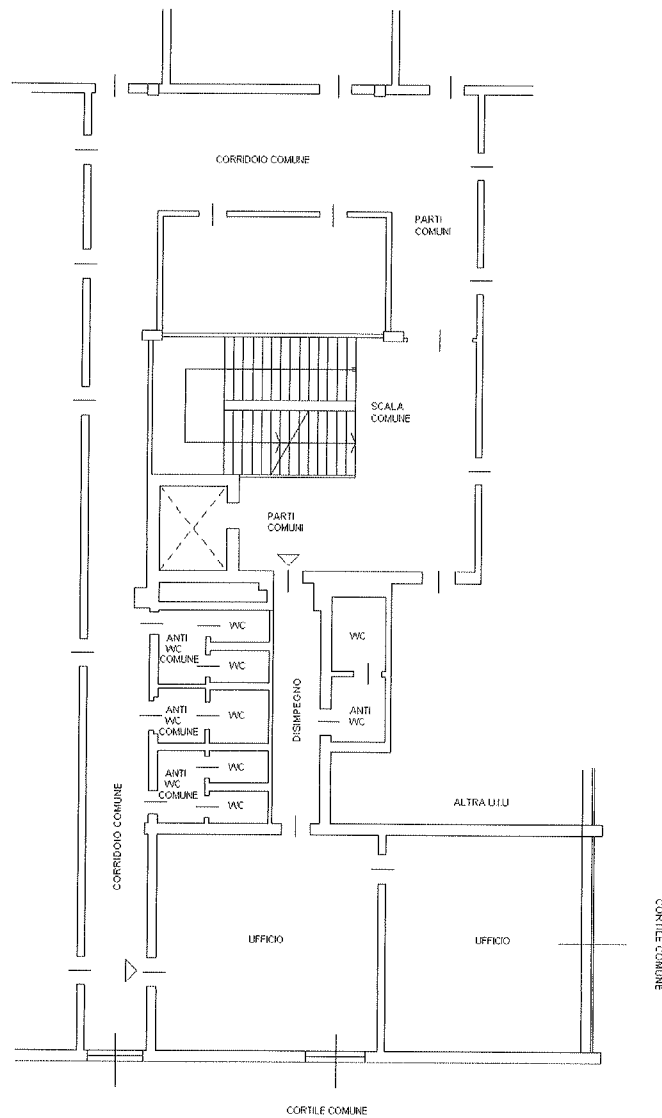 CORRIDOIO COMUNE
PARTI
COMUNI
SCALA
COMUNE
PARTI
COMUNI
WC
ANTI
WC
COMUNE
WC
WC
ANTI
WC
COMUNE
WC
ANTI
WC
COMUNE
WC
WC
DISIMPEGNO
ANTI
WC
ALTRA U.I.U
CORRIDOIO COMUNE
UFFICIO
UFFICIO
CORTILE COMUNE
CORTILE COMUNE